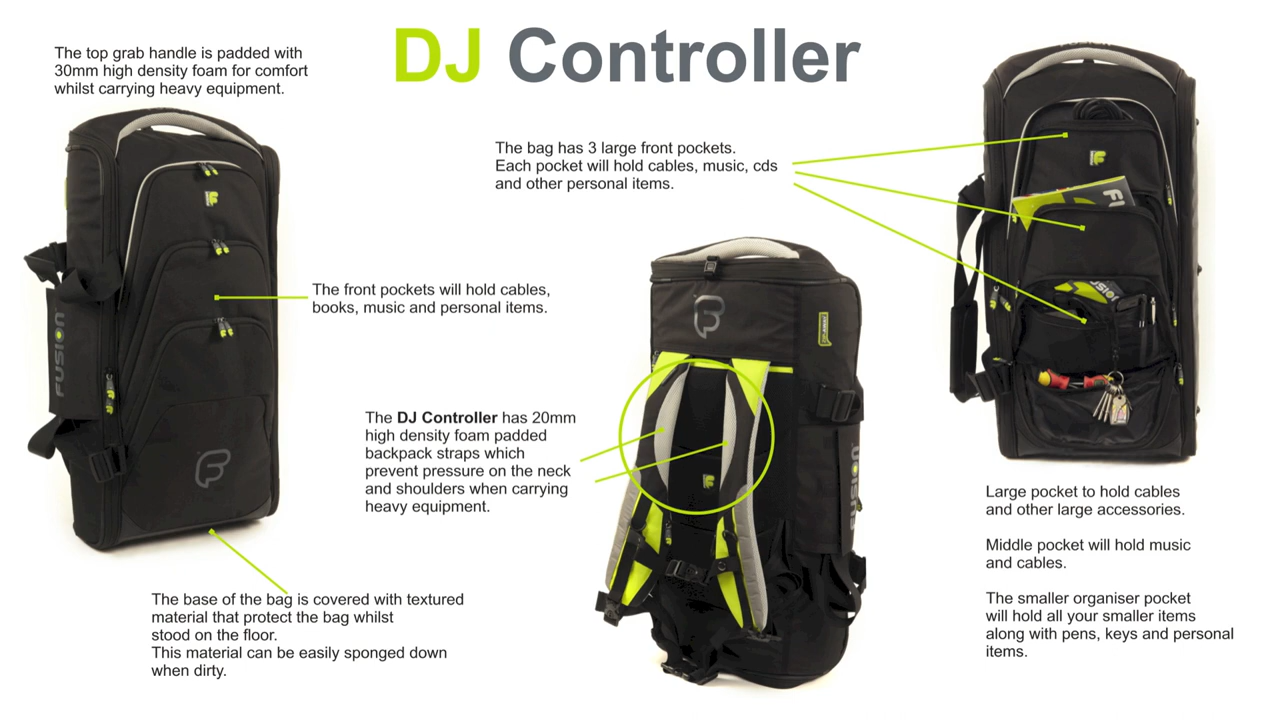 DJ Controller
The top grab handle is padded with
30mm high density foam for comfort
whilst carrying heavy equipment.
The bag has 3 large front pockets.
Each pocket will hold cables, music, cds
and other personal items.
The front pockets will hold cables,
books, music and personal items.
FUSION
The DJ Controller has 20mm
high density foam padded
backpack straps which
prevent pressure on the neck
and shoulders when carrying
heavy equipment.
FUSION
Large pocket to hold cables
and other large accessories.
Middle pocket will hold music
and cables.
The smaller organiser pocket
will hold all your smaller items
along with pens, keys and personal
items.
The base of the bag is covered with textured
material that protect the bag whilst
stood on the floor.
This material can be easily sponged down
when dirty.